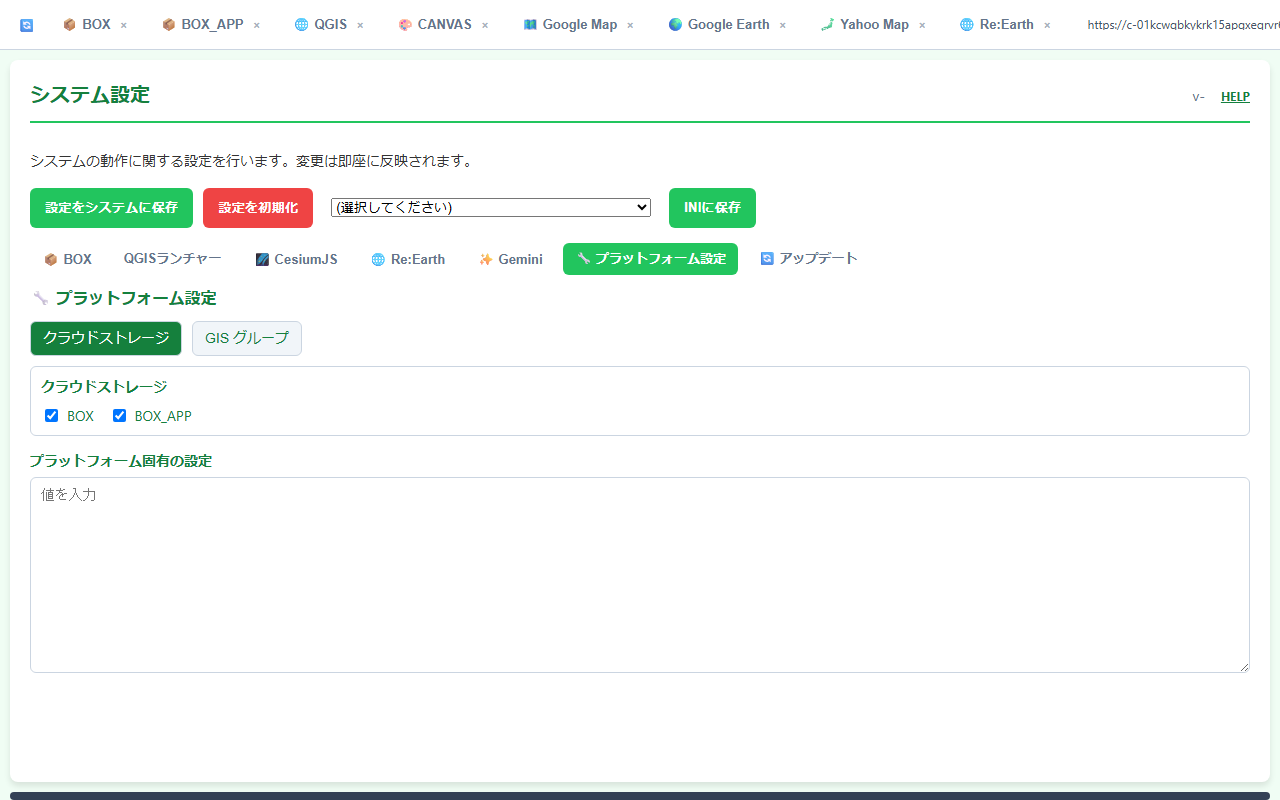 BOX × BOX_APP × QGIS × CANVAS × Google Map × Google Earth × Yahoo Map × Re:Earth ×
システム設定 v- HELP
システムの動作に関する設定を行います。変更は即座に反映されます。
設定をシステムに保存 設定を初期化 (選択してください) INIに保存
BOX QGISランチャー CesiumJS Re:Earth Gemini プラットフォーム設定 アップデート
プラットフォーム設定
クラウドストレージ GIS グループ
クラウドストレージ
BOX BOX_APP
プラットフォーム固有の設定
値を入力